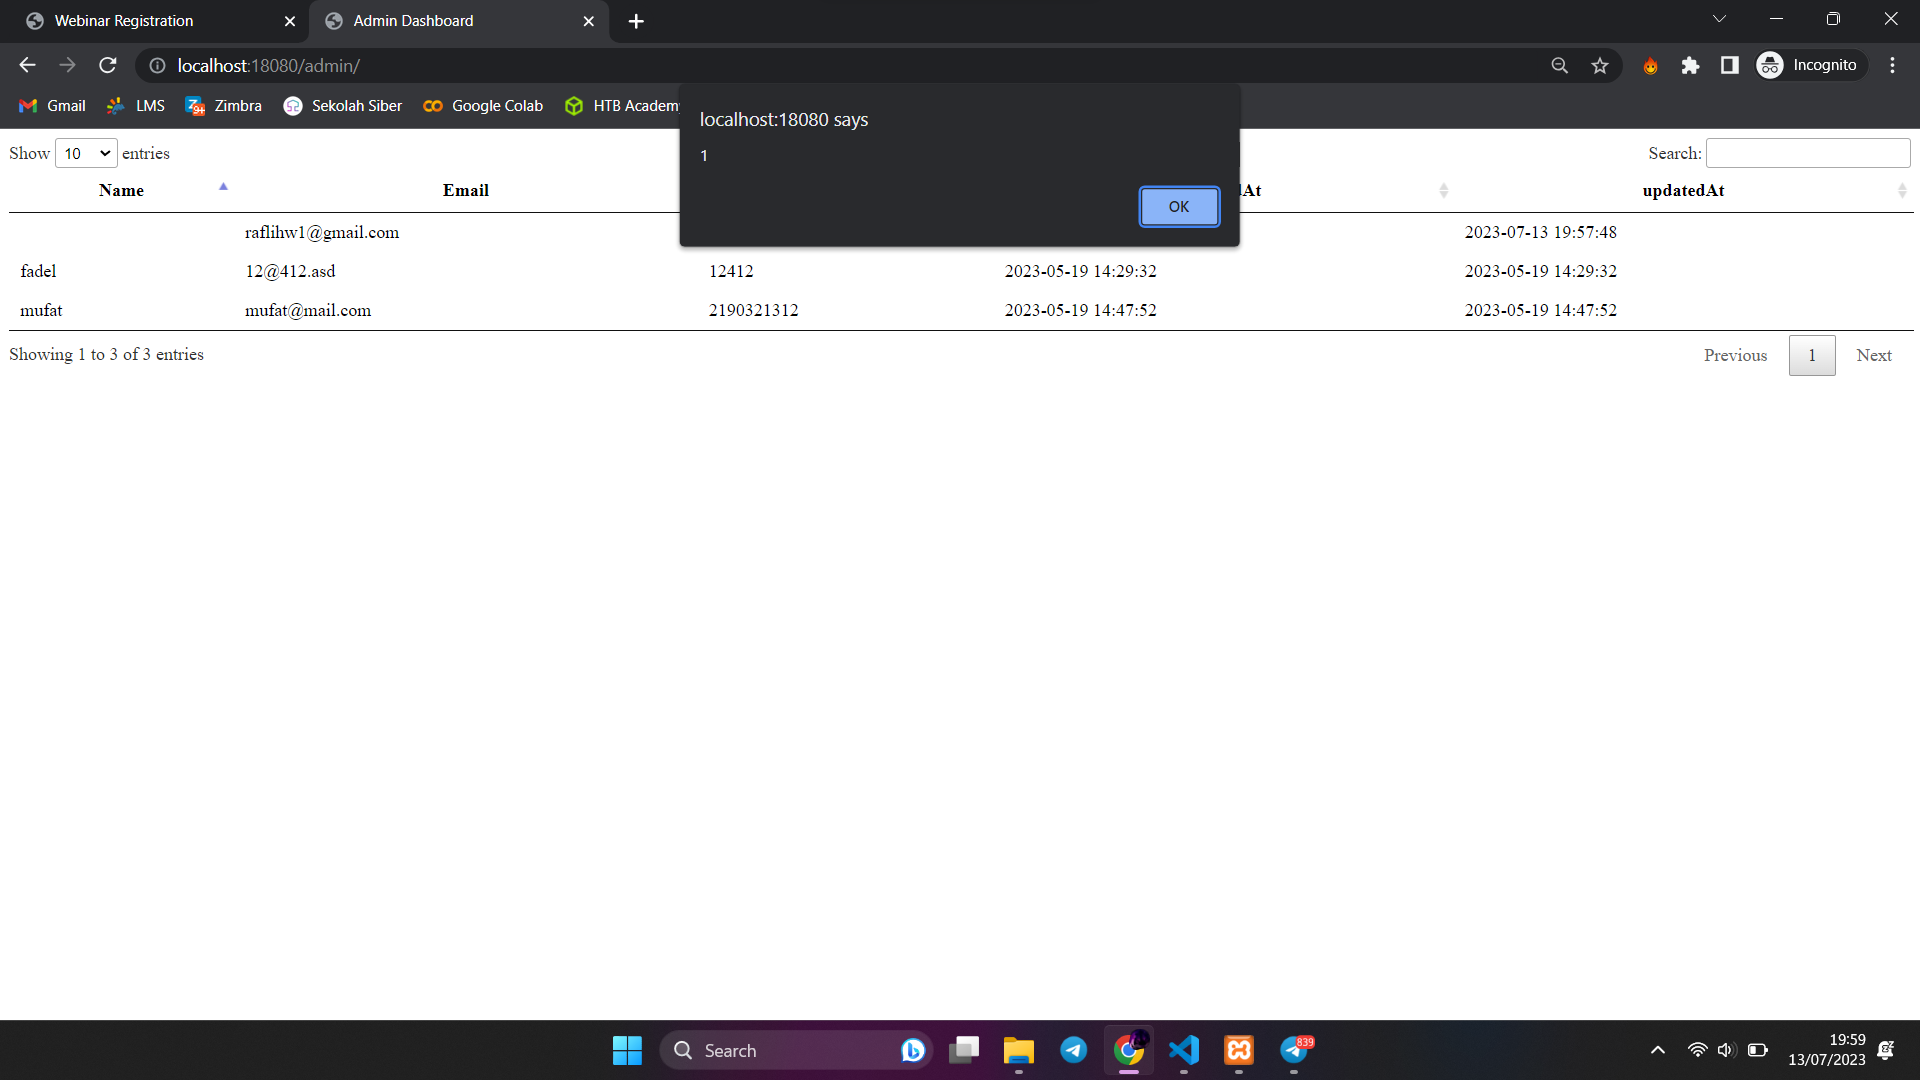 Webinar Registration
Admin Dashboard
localhost:18080/admin/
Incognito
Gmail
LMS
Zimbra
Sekolah Siber
Google Colab
HTB Academy
localhost:18080 says
1
OK
Show 10 entries
Search:
Name Email dAt updatedAt
raflihw1@gmail.com 2023-07-13 19:57:48
fadel 12@412.asd 12412 2023-05-19 14:29:32 2023-05-19 14:29:32
mufat mufat@mail.com 2190321312 2023-05-19 14:47:52 2023-05-19 14:47:52
Showing 1 to 3 of 3 entries
Previous 1 Next
Search
839
19:59
13/07/2023